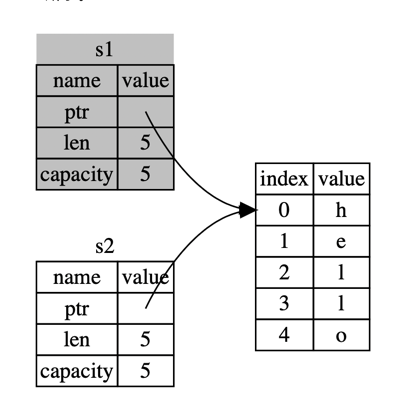 s1
name value
ptr
len 5
capacity 5
s2
name value
ptr
len 5
capacity 5
index value
0 h
1 e
2 l
3 l
4 o